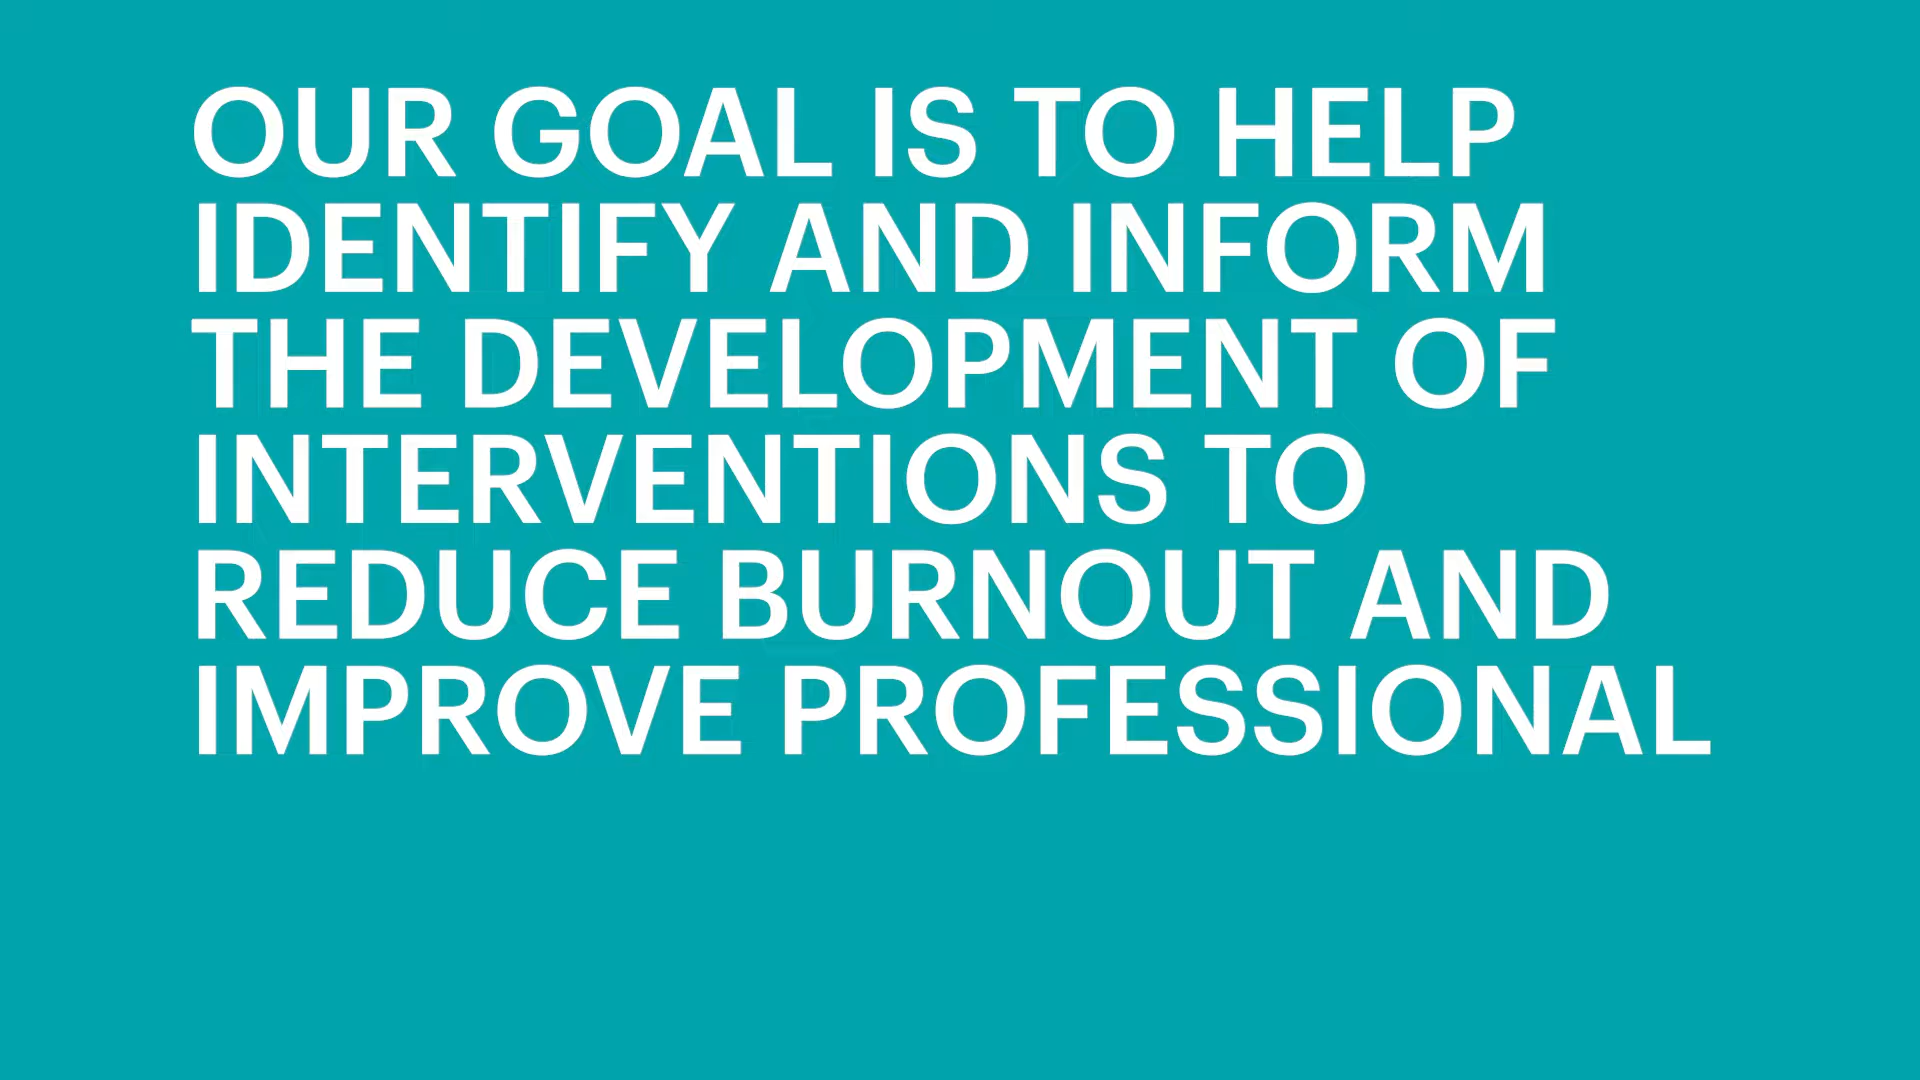 OUR GOAL IS TO HELP
IDENTIFY AND INFORM
THE DEVELOPMENT OF
INTERVENTIONS TO
REDUCE BURNOUT AND
IMPROVE PROFESSIONAL